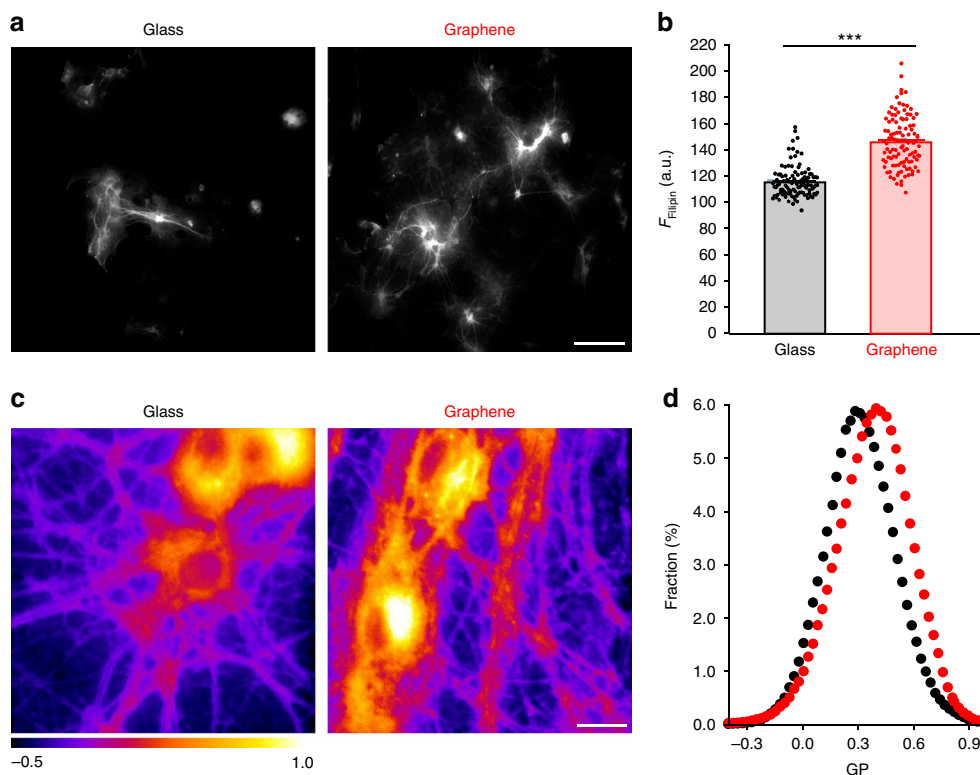 a
Glass
Graphene
b
***
220
200
180
160
140
120
100
80
60
40
20
0
F Filipin (a.u.)
Glass
Graphene
c
Glass
Graphene
−0.5
1.0
d
6.0
5.0
4.0
3.0
2.0
1.0
0.0
Fraction (%)
−0.3
0.0
0.3
0.6
0.9
GP